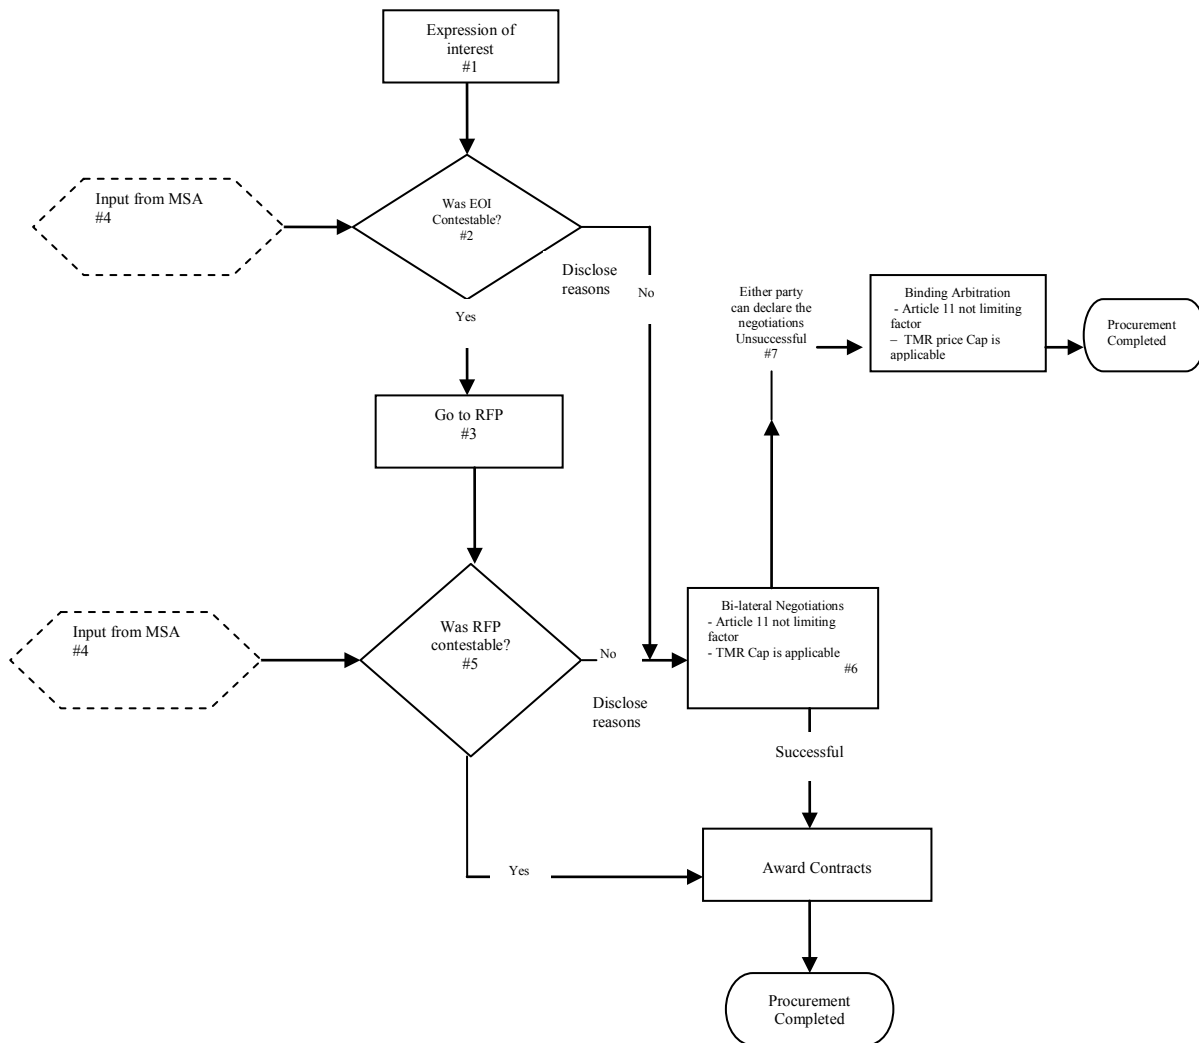 Expression of
interest
#1
Input from MSA
#4
Was EOI
Contestable?
#2
Disclose
reasons
No
Yes
Either party
can declare the
negotiations
Unsuccessful
#7
Binding Arbitration
- Article 11 not limiting
factor
– TMR price Cap is
applicable
Procurement
Completed
Go to RFP
#3
Input from MSA
#4
Was RFP
contestable?
#5
No
Disclose
reasons
Bi-lateral Negotiations
- Article 11 not limiting
factor
- TMR Cap is applicable
#6
Successful
Yes
Award Contracts
Procurement
Completed